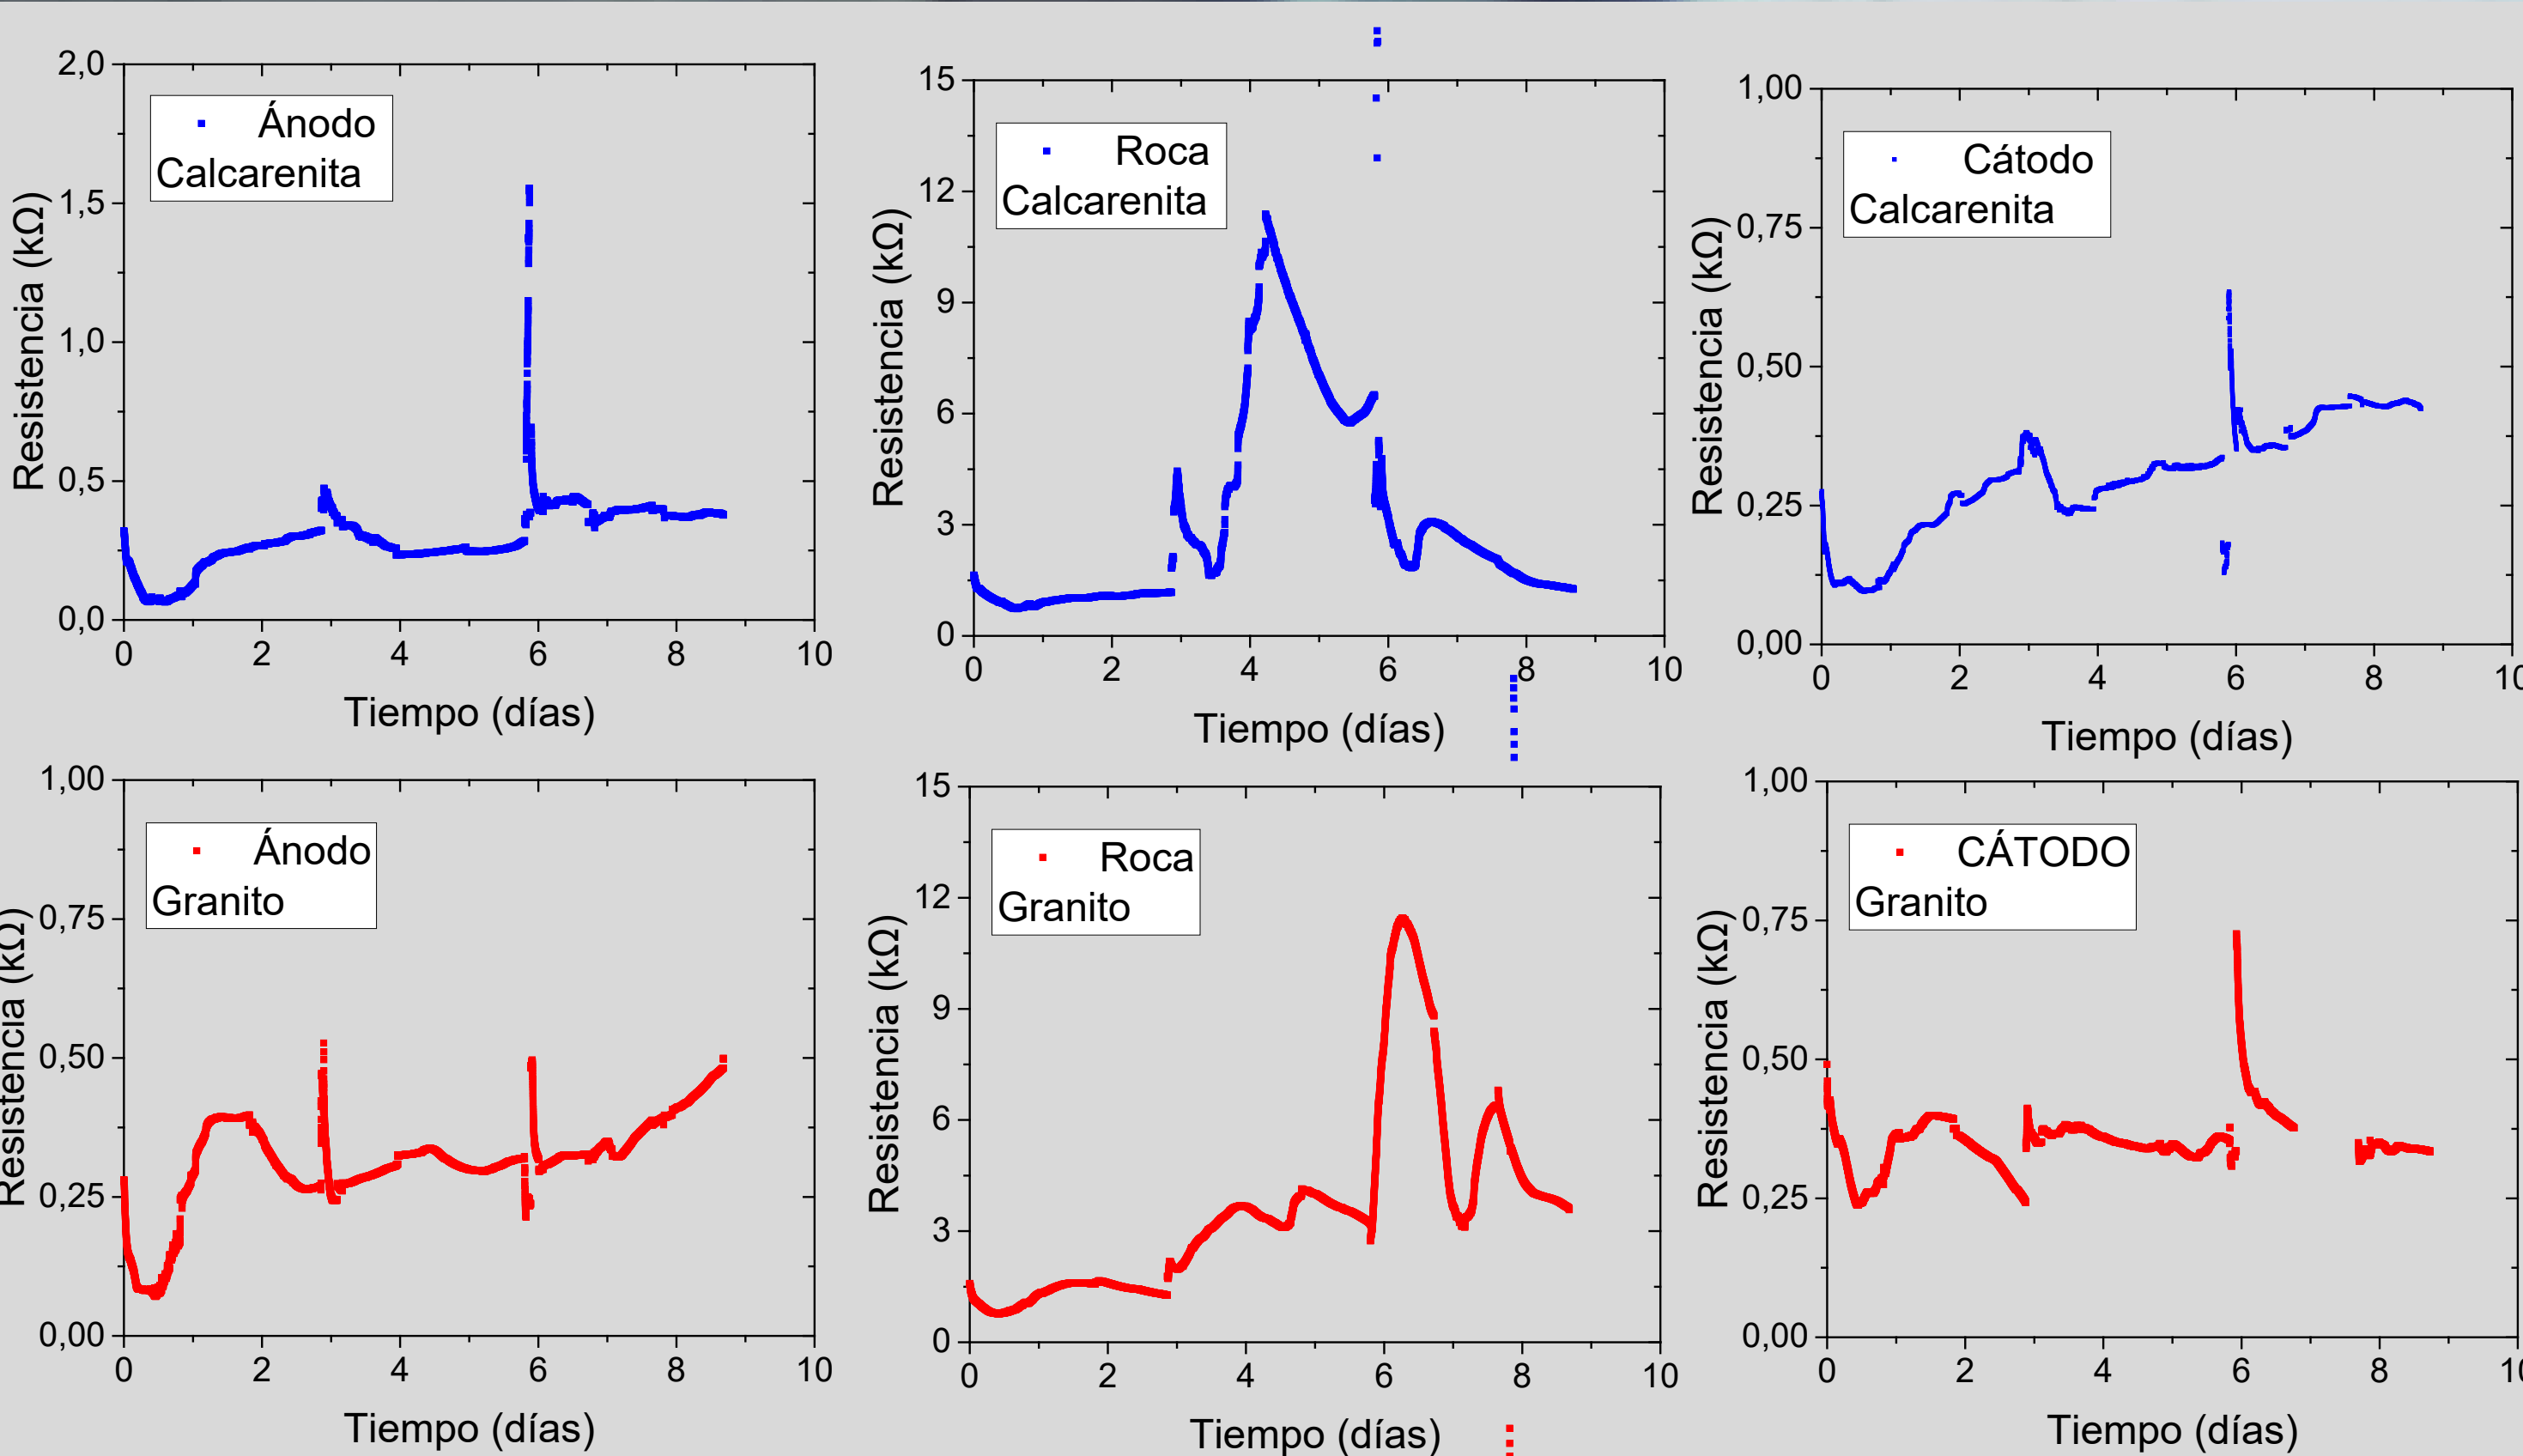 2,0
1,5
1,0
0,5
0,0
0 2 4 6 8 10
Resistencia (kΩ)
Tiempo (días)
Ánodo
Calcarenita
15
12
9
6
3
0
0 2 4 6 8 10
Resistencia (kΩ)
Tiempo (días)
Roca
Calcarenita
1,00
0,75
0,50
0,25
0,00
0 2 4 6 8 10
Resistencia (kΩ)
Tiempo (días)
Cátodo
Calcarenita
1,00
0,75
0,50
0,25
0,00
0 2 4 6 8 10
Resistencia (kΩ)
Tiempo (días)
Ánodo
Granito
15
12
9
6
3
0
0 2 4 6 8 10
Resistencia (kΩ)
Tiempo (días)
Roca
Granito
1,00
0,75
0,50
0,25
0,00
0 2 4 6 8 10
Resistencia (kΩ)
Tiempo (días)
CÁTODO
Granito